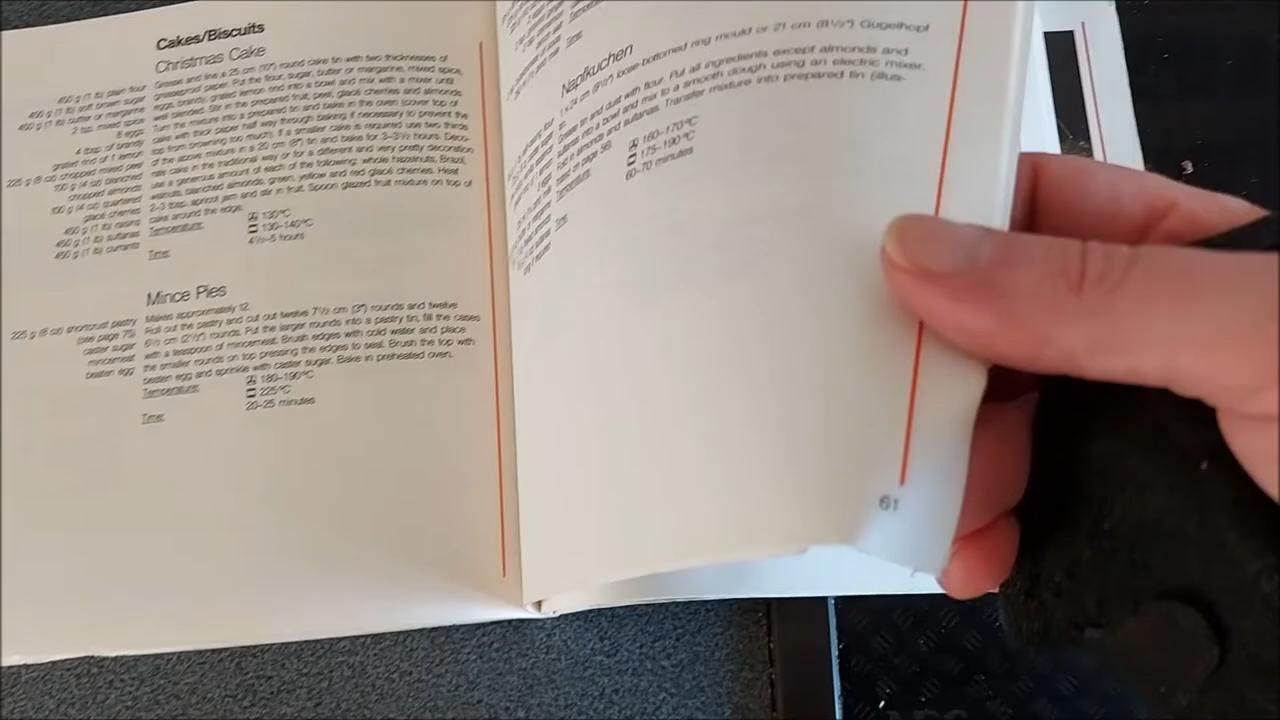 Cakes/Biscuits
Christmas Cake
450 g (1 lb) plain flour
450 g (1 lb) soft brown sugar
450 g (1 lb) butter or margarine
2 tsp mixed spice
8 eggs
4 tbsp of brandy
grated rind of 1 lemon
225 g (8 oz) chopped mixed peel
100 g (4 oz) blanched
chopped almonds
100 g (4 oz) quartered
glacé cherries
450 g (1 lb) raisins
450 g (1 lb) sultanas
450 g (1 lb) currants
Grease and line a 25 cm (10") round cake tin with two thicknesses of
greaseproof paper. Put the flour, sugar, butter or margarine, mixed spice,
eggs, brandy, grated lemon rind into a bowl and mix with a mixer until
well blended. Stir in the prepared fruit, peel, glacé cherries and almonds.
Turn the mixture into a prepared tin and bake in the oven (cover top of
cake with thick paper half way through baking if necessary to prevent the
top from browning too much). If a smaller cake is required use two thirds
of the above mixture in a 20 cm (8") tin and bake for 3–3½ hours. Deco-
rate cake in the traditional way or for a different and very pretty decoration
use a generous amount of each of the following: whole hazelnuts, Brazil,
walnuts, blanched almonds, green, yellow and red glacé cherries. Heat
2–3 tbsp. apricot jam and stir in fruit. Spoon glazed fruit mixture on top of
cake around the edge.
Temperature: 130°C
130–140°C
Time: 4½–5 hours
Mince Pies
225 g (8 oz) shortcrust pastry
(see page 75)
caster sugar
mincemeat
beaten egg
Makes approximately 12.
Roll out the pastry and cut out twelve 7½ cm (3") rounds and twelve
6½ cm (2½") rounds. Put the larger rounds into a pastry tin, fill the cases
with a teaspoon of mincemeat. Brush edges with cold water and place
the smaller rounds on top pressing the edges to seal. Brush the top with
beaten egg and sprinkle with caster sugar. Bake in preheated oven.
Temperature: 180–190°C
225°C
Time: 20–25 minutes
Time:
Napfkuchen
1 x 24 cm (9½") loose-bottomed ring mould or 21 cm (8½") Gugelhopf
tin.
Grease tin and dust with flour. Put all ingredients except almonds and
sultanas into a bowl and mix to a smooth dough using an electric mixer.
Fold in almonds and sultanas. Transfer mixture into prepared tin (illus-
see page 58).
Temperature: 160–170°C
175–190°C
Time: 60–70 minutes
61